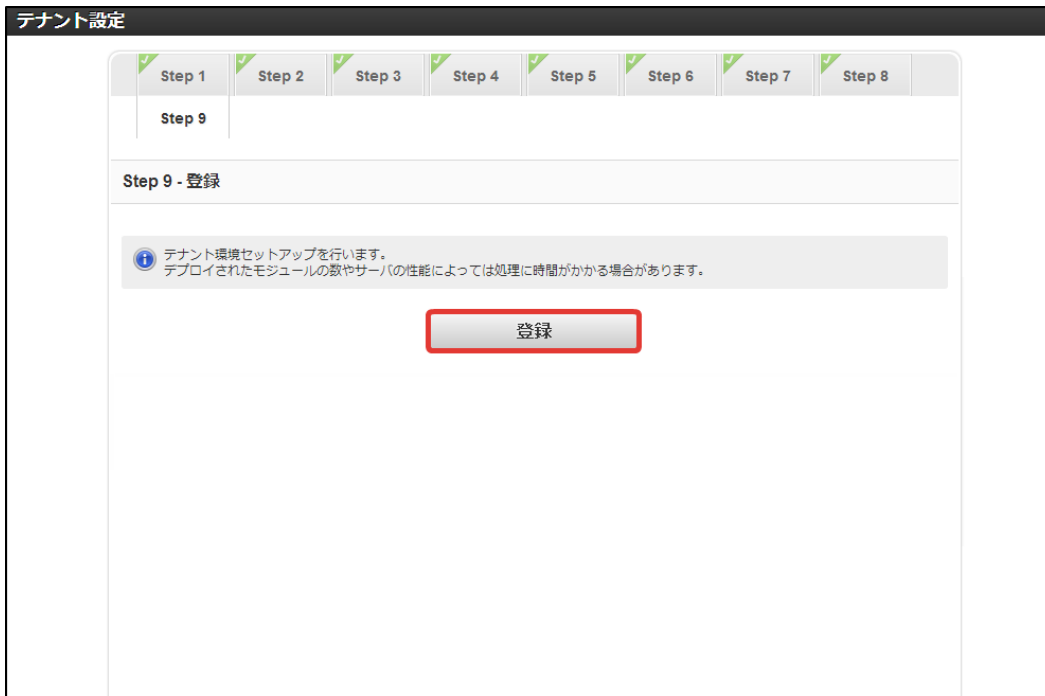 テナント設定
Step 1
Step 2
Step 3
Step 4
Step 5
Step 6
Step 7
Step 8
Step 9
Step 9 - 登録
テナント環境セットアップを行います。
デプロイされたモジュールの数やサーバの性能によっては処理に時間がかかる場合があります。
登録